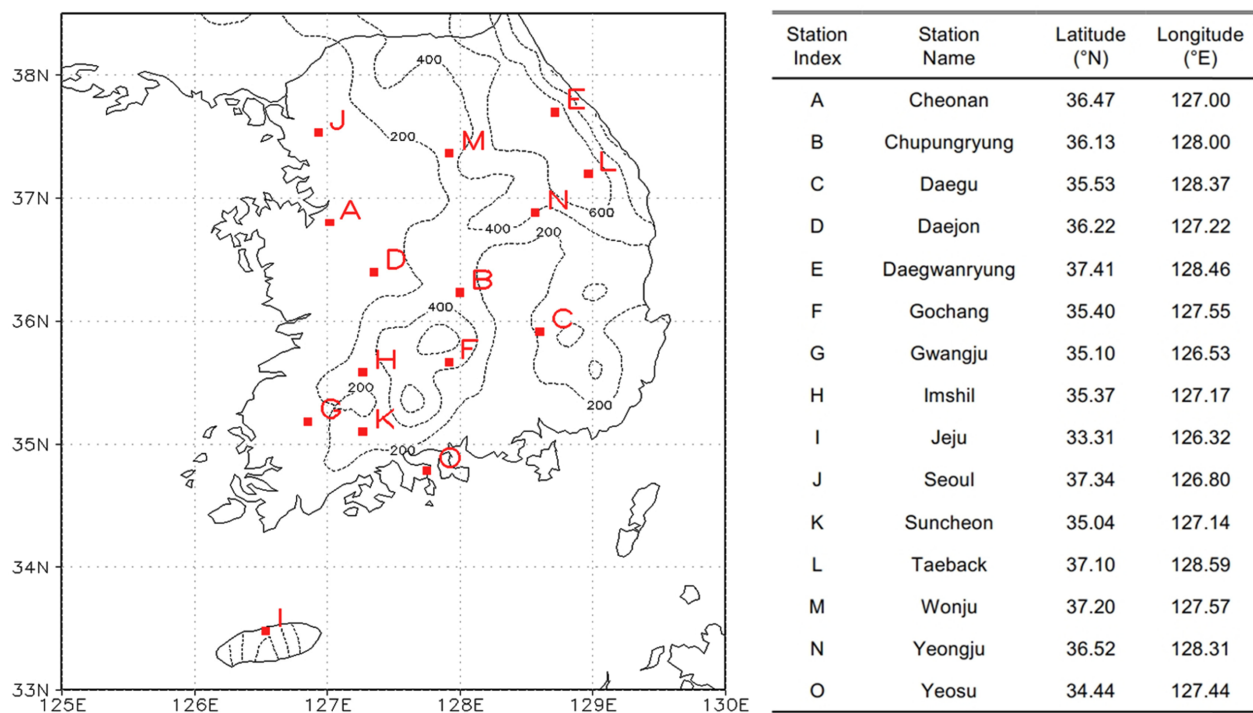 38N
37N
36N
35N
34N
33N
125E 126E 127E 128E 129E 130E
400
E
J
200
M
L
N
600
A
400
200
D
B
400
C
F
H
200
G
K
200
200
O
I
Station Index Station Name Latitude (°N) Longitude (°E)
A Cheonan 36.47 127.00
B Chupungryung 36.13 128.00
C Daegu 35.53 128.37
D Daejon 36.22 127.22
E Daegwanryung 37.41 128.46
F Gochang 35.40 127.55
G Gwangju 35.10 126.53
H Imshil 35.37 127.17
I Jeju 33.31 126.32
J Seoul 37.34 126.80
K Suncheon 35.04 127.14
L Taeback 37.10 128.59
M Wonju 37.20 127.57
N Yeongju 36.52 128.31
O Yeosu 34.44 127.44